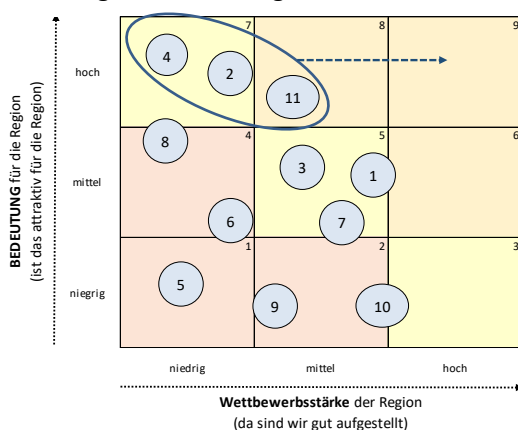 BEDEUTUNG für die Region
(ist das attraktiv für die Region)
hoch
mittel
niegrig
7
8
9
4
2
11
4
5
6
8
3
1
6
7
1
2
3
5
9
10
niedrig
mittel
hoch
Wettbewerbsstärke der Region
(da sind wir gut aufgestellt)